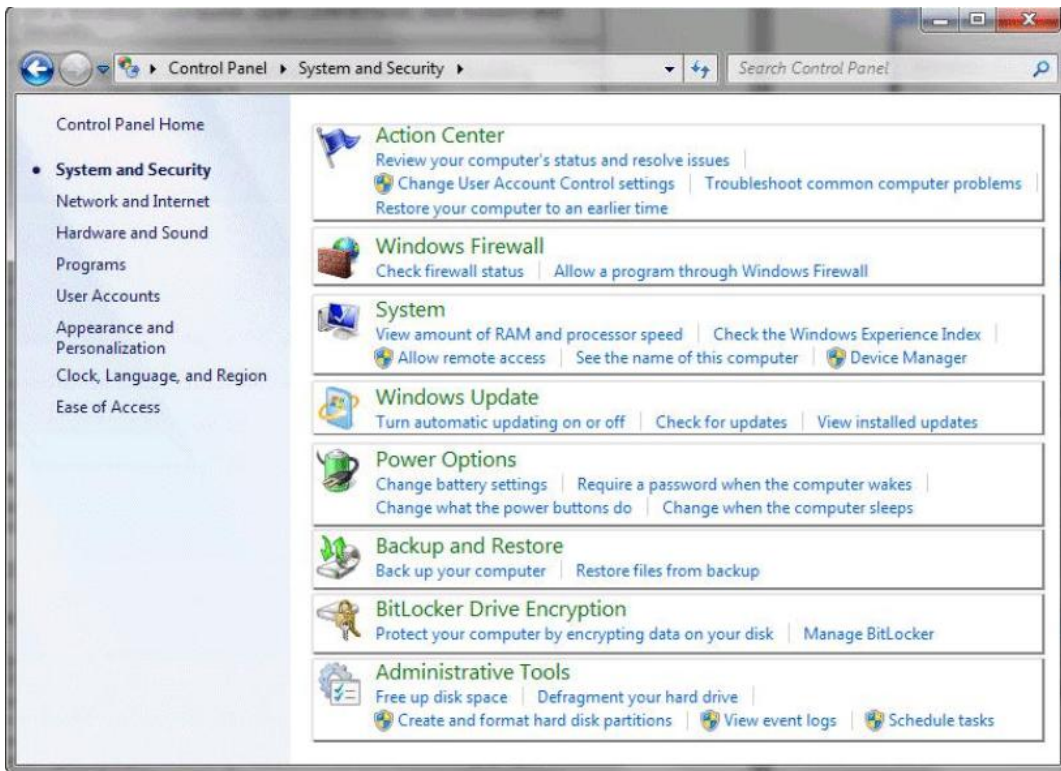 Control Panel System and Security
Search Control Panel
Control Panel Home
System and Security
Network and Internet
Hardware and Sound
Programs
User Accounts
Appearance and
Personalization
Clock, Language, and Region
Ease of Access
Action Center
Review your computer's status and resolve issues
Change User Account Control settings Troubleshoot common computer problems
Restore your computer to an earlier time
Windows Firewall
Check firewall status Allow a program through Windows Firewall
System
View amount of RAM and processor speed Check the Windows Experience Index
Allow remote access See the name of this computer Device Manager
Windows Update
Turn automatic updating on or off Check for updates View installed updates
Power Options
Change battery settings Require a password when the computer wakes
Change what the power buttons do Change when the computer sleeps
Backup and Restore
Back up your computer Restore files from backup
BitLocker Drive Encryption
Protect your computer by encrypting data on your disk Manage BitLocker
Administrative Tools
Free up disk space Defragment your hard drive
Create and format hard disk partitions View event logs Schedule tasks